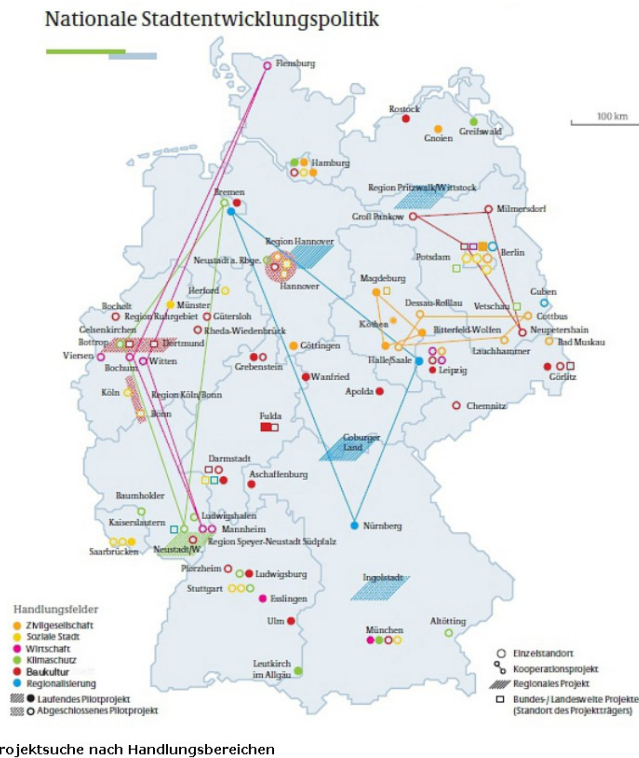 Nationale Stadtentwicklungspolitik
Flensburg
100 km
Rostock
Gnoien
Greifswald
Hamburg
Region Pritzwalk/Wittstock
Bremen
Groß Pankow
Milmersdorf
Region Hannover
Neustadt a. Rbge.
Potsdam
Berlin
Hannover
Magdeburg
Guben
Herford
Münster
Dessau-Roßlau
Vetschau
Cottbus
Bocholt
Region Ruhrgebiet
Gütersloh
Köthen
Bitterfeld-Wolfen
Neupetershain
Gelsenkirchen
Rheda-Wiedenbrück
Bottrop
Dortmund
Göttingen
Lauchhammer
Bad Muskau
Viersen
Witten
Halle/Saale
Bochum
Grebenstein
Leipzig
Wanfried
Görlitz
Köln
Region Köln/Bonn
Apolda
Bonn
Chemnitz
Fulda
Coburger
Land
Darmstadt
Aschaffenburg
Baumholder
Kaiserslautern
Ludwigshafen
Mannheim
Nürnberg
Saarbrücken
Neustadt/W.
Region Speyer-Neustadt Südpfalz
Pforzheim
Ludwigsburg
Ingolstadt
Stuttgart
Esslingen
Ulm
München
Altötting
Leutkirch
im Allgäu
Handlungsfelder
Zivilgesellschaft
Soziale Stadt
Wirtschaft
Klimaschutz
Baukultur
Regionalisierung
Laufendes Pilotprojekt
Abgeschlossenes Pilotprojekt
Einzelstandort
Kooperationsprojekt
Regionales Projekt
Bundes-/ Landesweite Projekte
(Standort des Projektträgers)
rojektsuche nach Handlungsbereichen